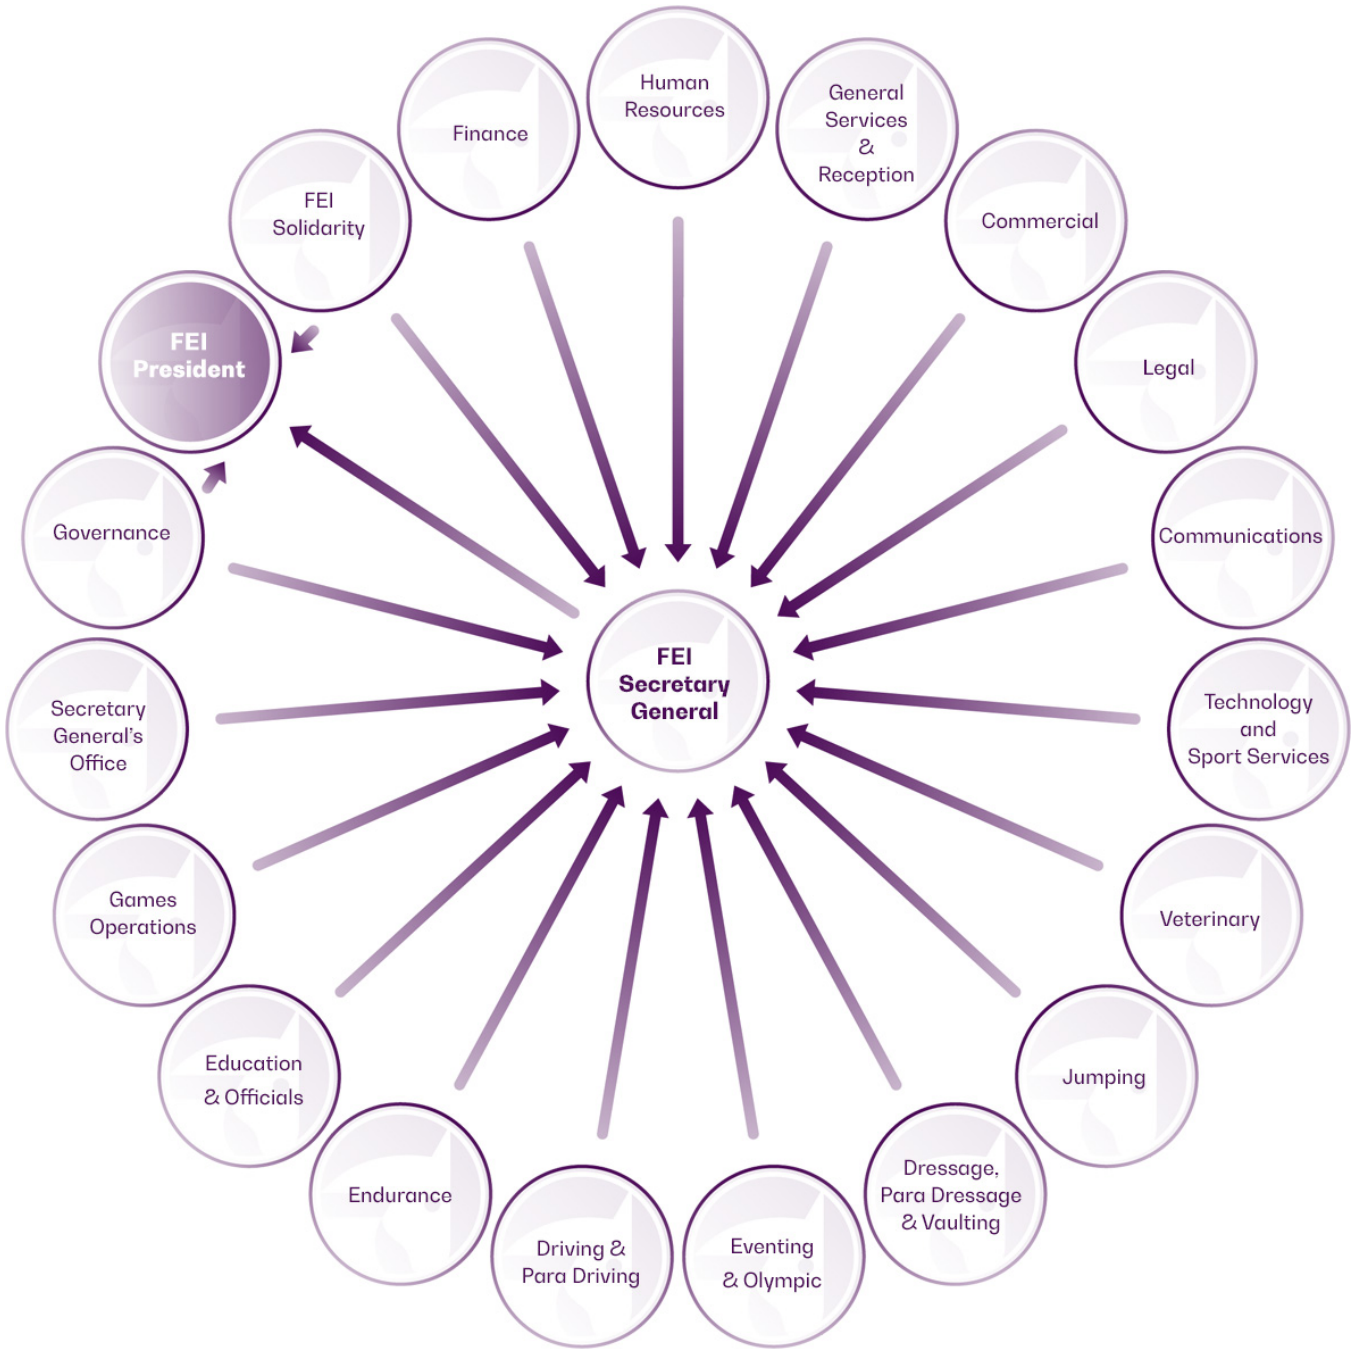 Human
Resources
General
Services
&
Reception
Commercial
Legal
Communications
Technology
and
Sport Services
Veterinary
Jumping
Dressage,
Para Dressage
& Vaulting
Eventing
& Olympic
Driving &
Para Driving
Endurance
Education
& Officials
Games
Operations
Secretary
General’s
Office
Governance
FEI
President
FEI
Solidarity
Finance
FEI
Secretary
General